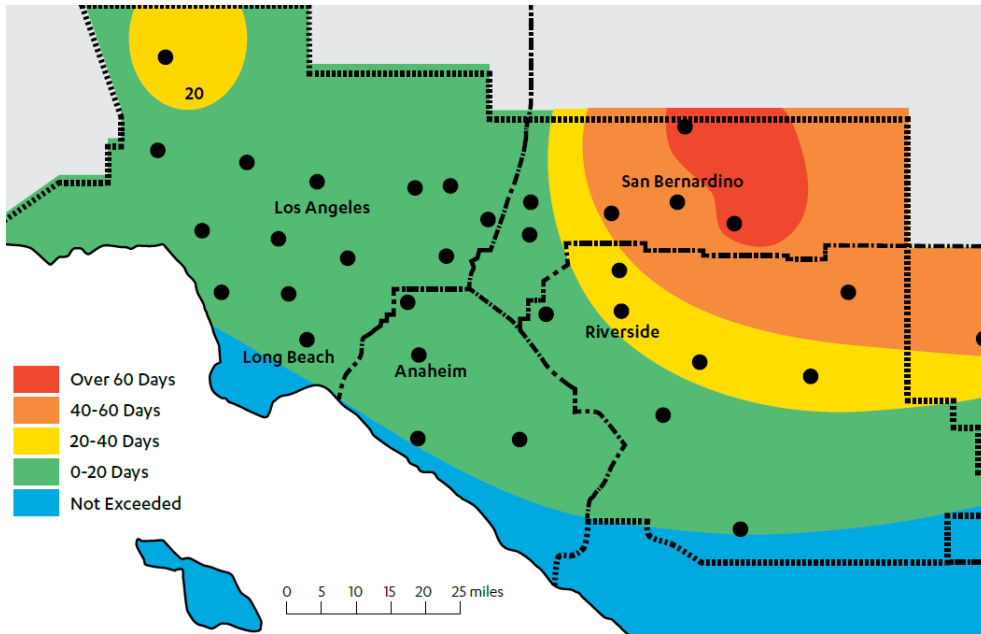 20
San Bernardino
Los Angeles
Riverside
Long Beach
Anaheim
Over 60 Days
40-60 Days
20-40 Days
0-20 Days
Not Exceeded
0 5 10 15 20 25 miles